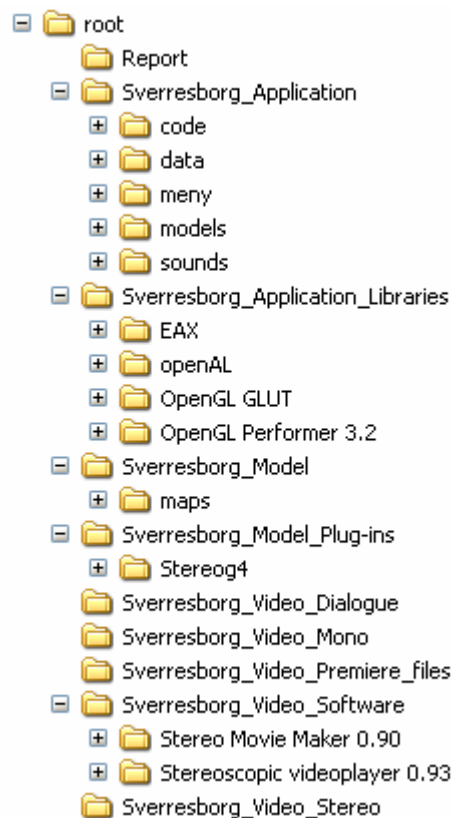 root
Report
Sverresborg_Application
code
data
meny
models
sounds
Sverresborg_Application_Libraries
EAX
openAL
OpenGL GLUT
OpenGL Performer 3.2
Sverresborg_Model
maps
Sverresborg_Model_Plug-ins
Stereog4
Sverresborg_Video_Dialogue
Sverresborg_Video_Mono
Sverresborg_Video_Premiere_files
Sverresborg_Video_Software
Stereo Movie Maker 0.90
Stereoscopic videoplayer 0.93
Sverresborg_Video_Stereo